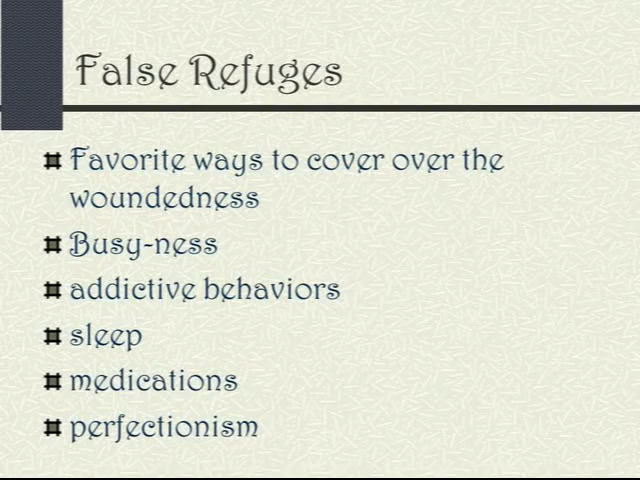 False Refuges
Favorite ways to cover over the
woundedness
Busy-ness
addictive behaviors
sleep
medications
perfectionism